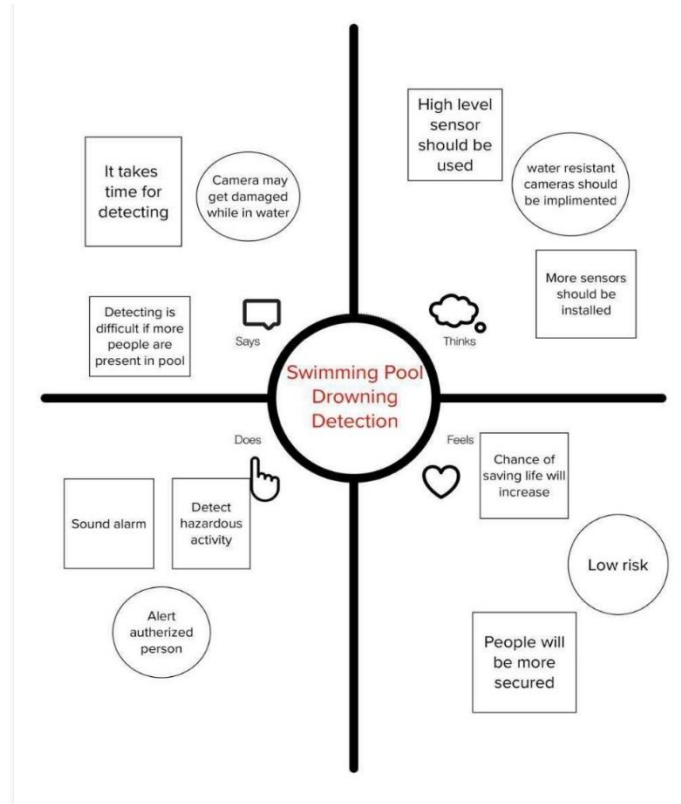 It takes
time for
detecting
Camera may
get damaged
while in water
Detecting is
difficult if more
people are
present in pool
Says
High level
sensor
should be
used
water resistant
cameras should
be implimented
More sensors
should be
installed
Thinks
Swimming Pool
Drowning
Detection
Does
Sound alarm
Detect
hazardous
activity
Alert
autherized
person
Feels
Chance of
saving life will
increase
Low risk
People will
be more
secured